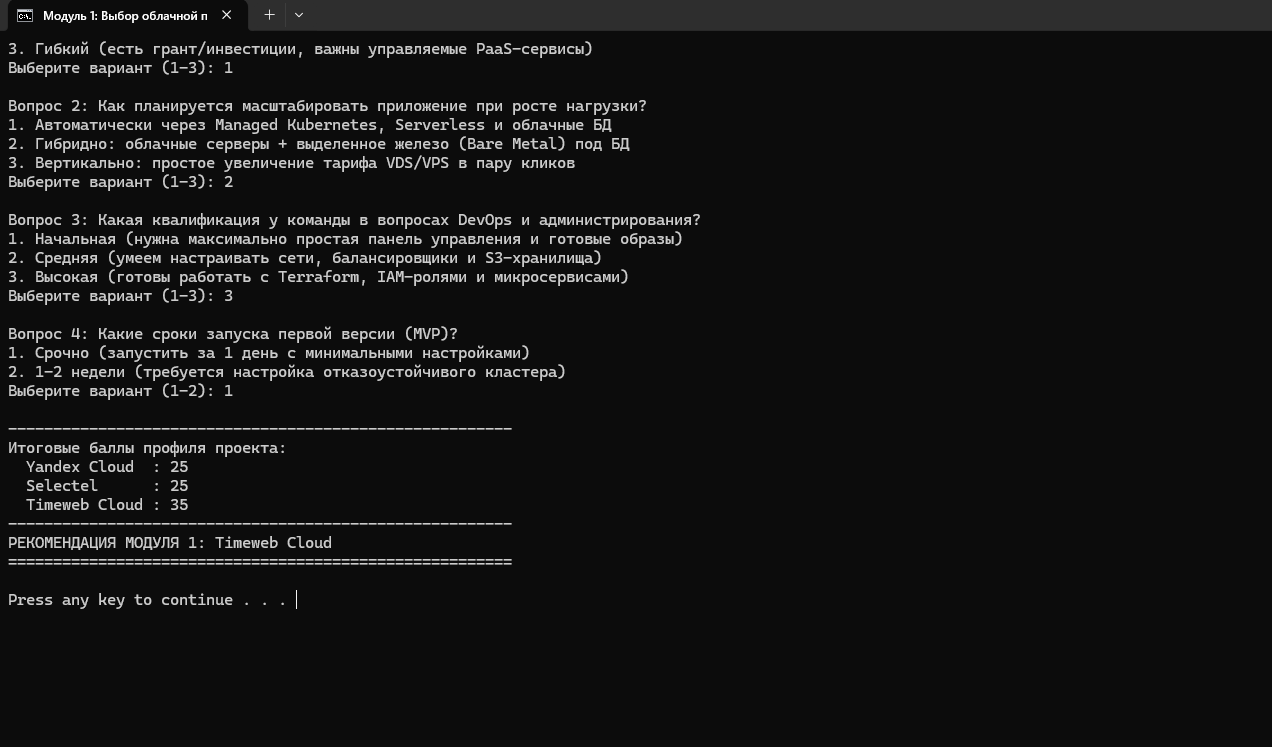 Модуль 1: Выбор облачной п
3. Гибкий (есть грант/инвестиции, важны управляемые PaaS-сервисы)
Выберите вариант (1-3): 1
Вопрос 2: Как планируется масштабировать приложение при росте нагрузки?
1. Автоматически через Managed Kubernetes, Serverless и облачные БД
2. Гибридно: облачные серверы + выделенное железо (Bare Metal) под БД
3. Вертикально: простое увеличение тарифа VDS/VPS в пару кликов
Выберите вариант (1-3): 2
Вопрос 3: Какая квалификация у команды в вопросах DevOps и администрирования?
1. Начальная (нужна максимально простая панель управления и готовые образы)
2. Средняя (умеем настраивать сети, балансировщики и S3-хранилища)
3. Высокая (готовы работать с Terraform, IAM-ролями и микросервисами)
Выберите вариант (1-3): 3
Вопрос 4: Какие сроки запуска первой версии (MVP)?
1. Срочно (запустить за 1 день с минимальными настройками)
2. 1-2 недели (требуется настройка отказоустойчивого кластера)
Выберите вариант (1-2): 1
--------------------------------------------------------
Итоговые баллы профиля проекта:
Yandex Cloud : 25
Selectel : 25
Timeweb Cloud : 35
--------------------------------------------------------
РЕКОМЕНДАЦИЯ МОДУЛЯ 1: Timeweb Cloud
========================================================
Press any key to continue . . .